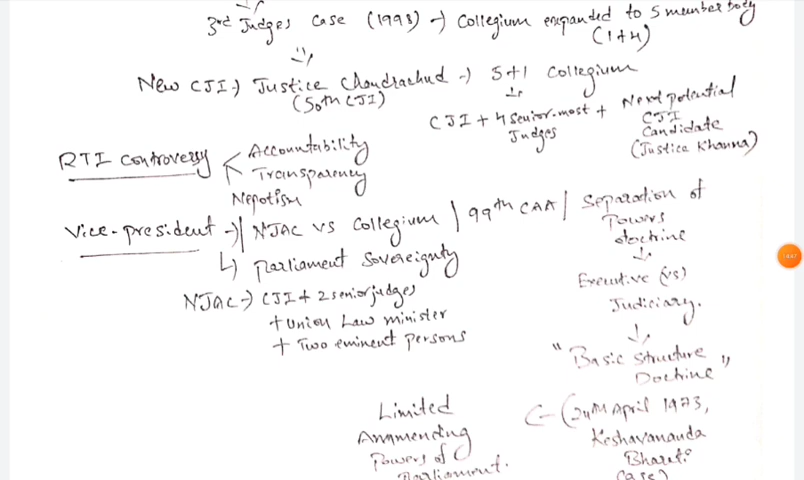 3rd Judges Case (1993) → Collegium expanded to 5 member body
(1+4)
New CJI → Justice Chandrachud → 5+1 Collegium
(50th CJI)
CJI + 4 Senior-most + Next potential
Judges
CJI
Candidate
(Justice Khanna)
RTI Controversy
Accountability
Transparency
Nepotism
Vice-president → | NJAC VS Collegium | 99th CAA | Separation of
Powers
doctrine
↳ Parliament Sovereignty
Executive (vs)
Judiciary.
NJAC → CJI + 2 senior judges
+ Union Law minister
+ Two eminent persons
"Basic Structure
Doctrine"
(24th April 1973,
Keshavananda
Bharati
Case)
Limited
Ammending
Powers of
Parliament.
1447